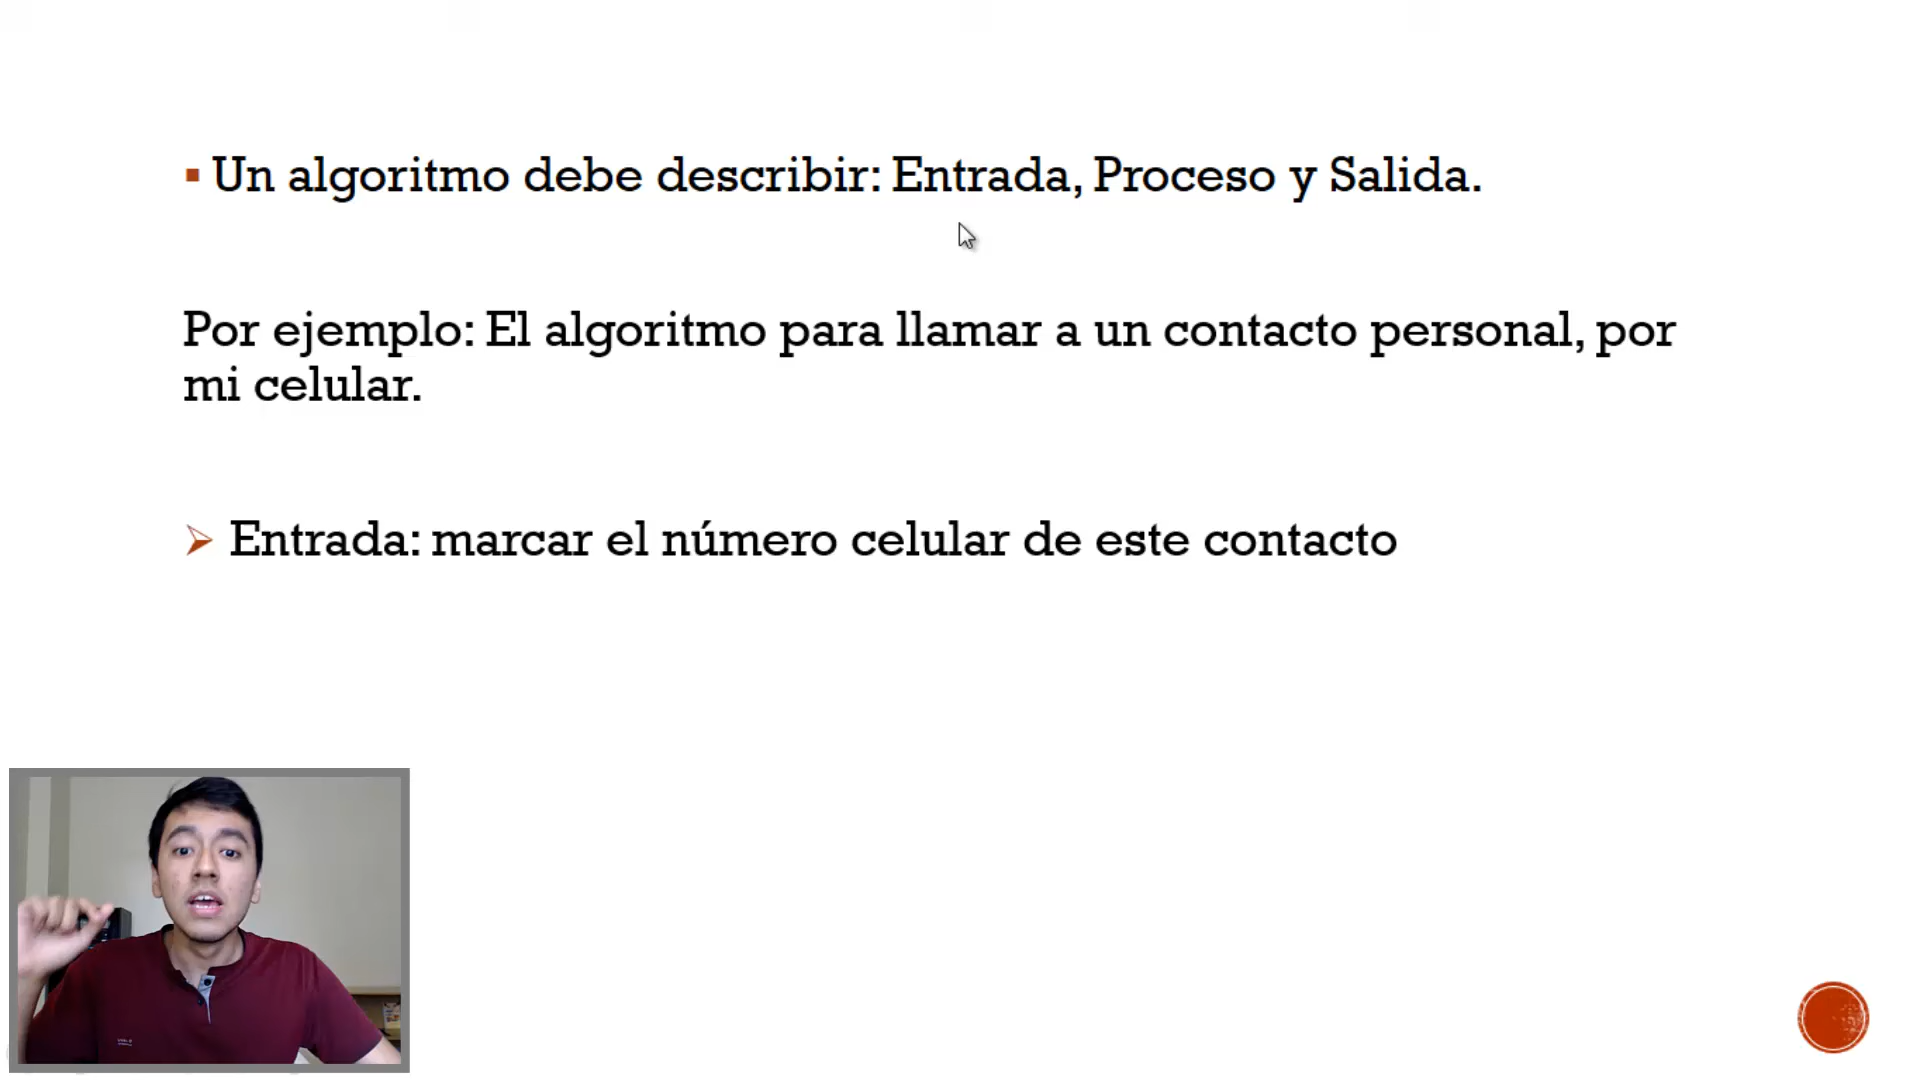 Un algoritmo debe describir: Entrada, Proceso y Salida.
Por ejemplo: El algoritmo para llamar a un contacto personal, por
mi celular.
Entrada: marcar el número celular de este contacto